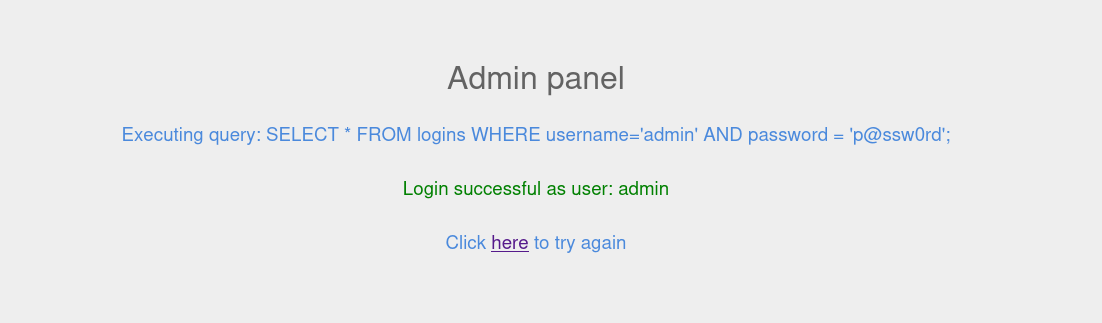 Admin panel
Executing query: SELECT * FROM logins WHERE username='admin' AND password = 'p@ssw0rd';
Login successful as user: admin
Click here to try again